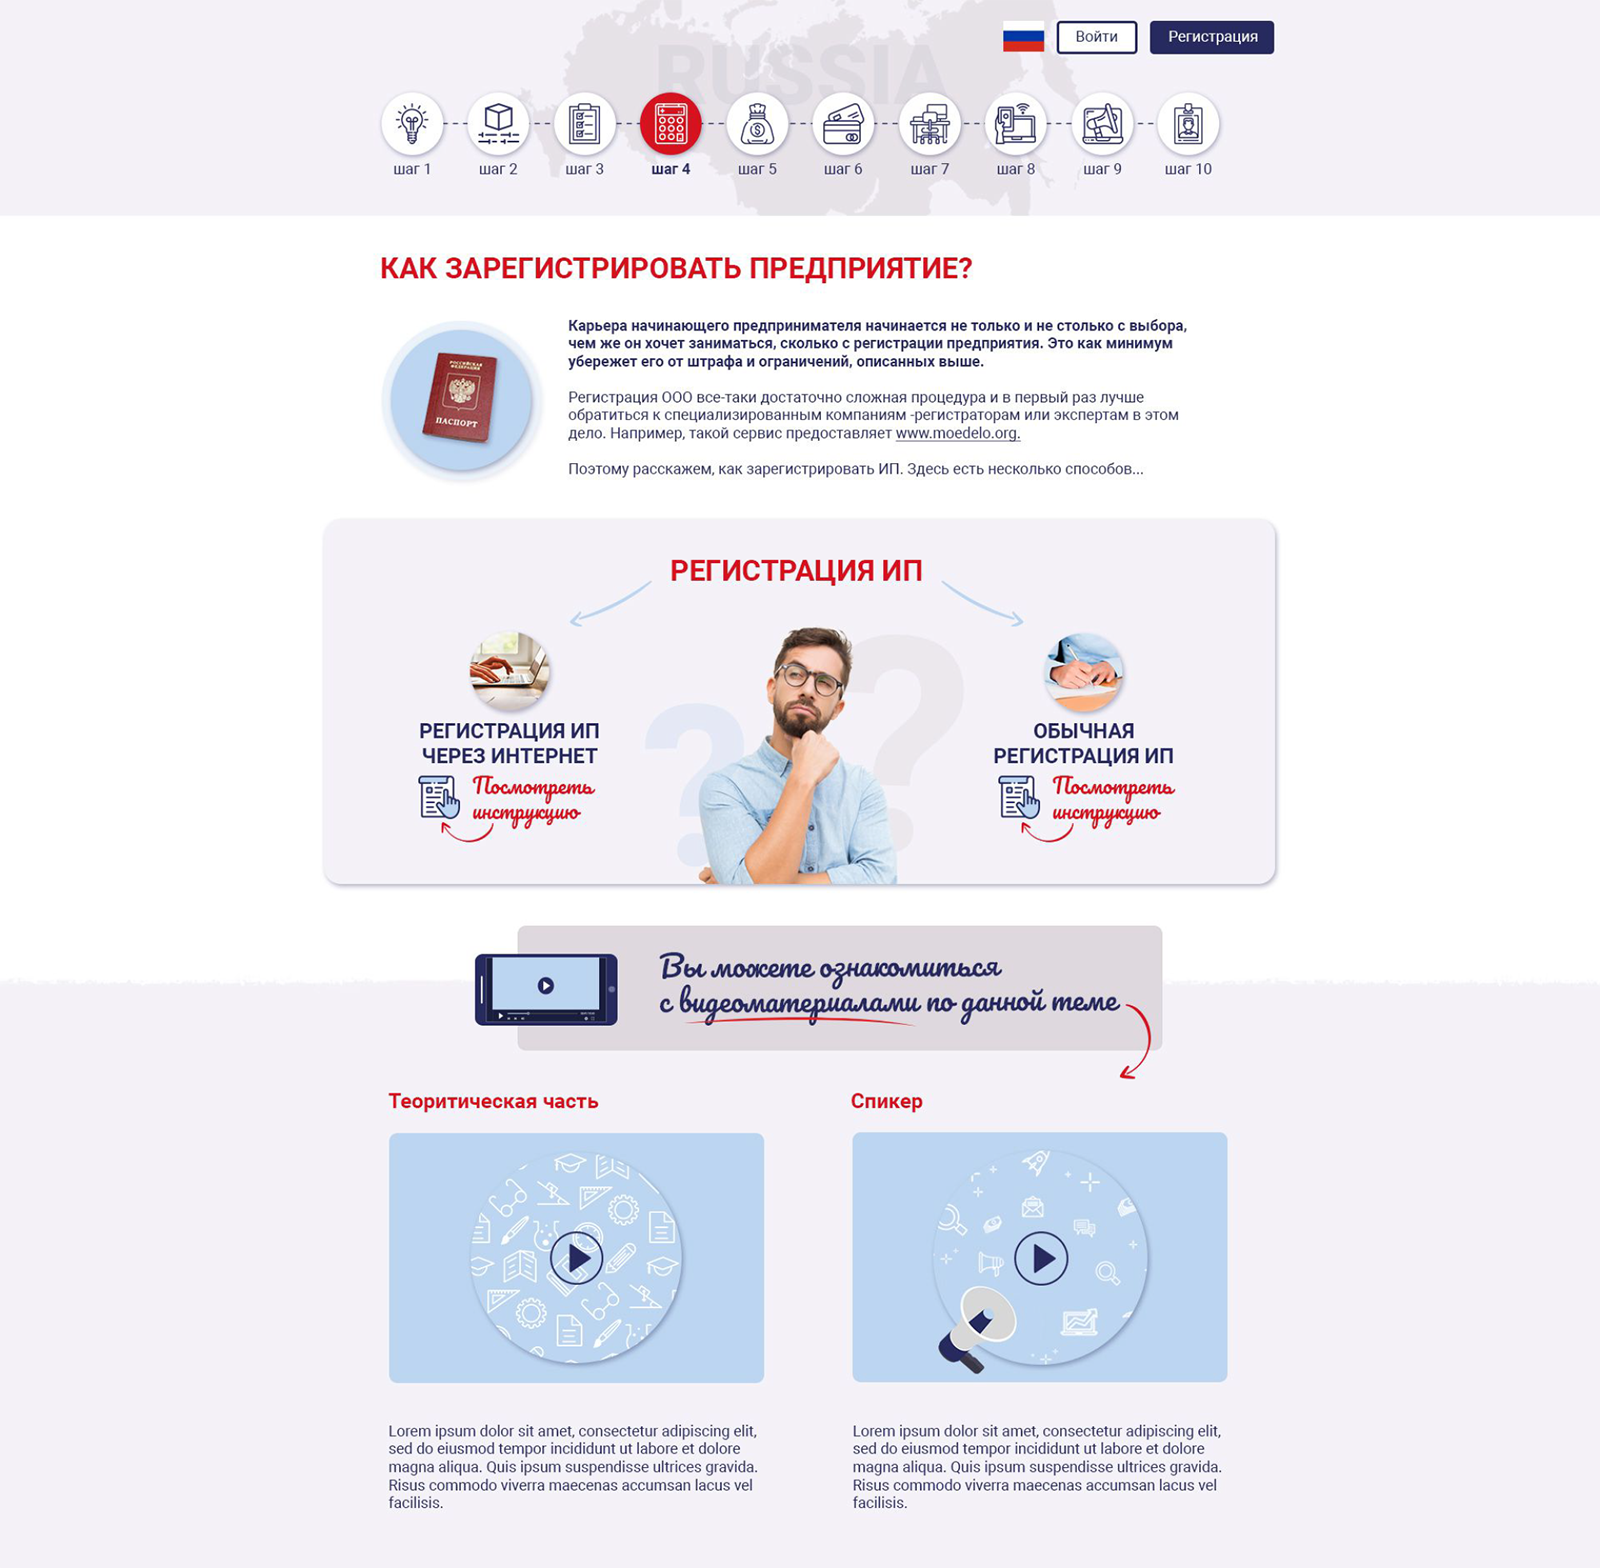 RUSSIA
Войти
Регистрация
шаг 1
шаг 2
шаг 3
шаг 4
шаг 5
шаг 6
шаг 7
шаг 8
шаг 9
шаг 10
КАК ЗАРЕГИСТРИРОВАТЬ ПРЕДПРИЯТИЕ?
РОССИЙСКАЯ
ФЕДЕРАЦИЯ
ПАСПОРТ
Карьера начинающего предпринимателя начинается не только и не столько с выбора,
чем же он хочет заниматься, сколько с регистрации предприятия. Это как минимум
убережет его от штрафа и ограничений, описанных выше.
Регистрация ООО все-таки достаточно сложная процедура и в первый раз лучше
обратиться к специализированным компаниям -регистраторам или экспертам в этом
дело. Например, такой сервис предоставляет www.moedelo.org.
Поэтому расскажем, как зарегистрировать ИП. Здесь есть несколько способов...
РЕГИСТРАЦИЯ ИП
РЕГИСТРАЦИЯ ИП
ЧЕРЕЗ ИНТЕРНЕТ
Посмотреть
инструкцию
ОБЫЧНАЯ
РЕГИСТРАЦИЯ ИП
Посмотреть
инструкцию
Вы можете ознакомиться
с видеоматериалами по данной теме
Теоритическая часть
Lorem ipsum dolor sit amet, consectetur adipiscing elit,
sed do eiusmod tempor incididunt ut labore et dolore
magna aliqua. Quis ipsum suspendisse ultrices gravida.
Risus commodo viverra maecenas accumsan lacus vel
facilisis.
Спикер
Lorem ipsum dolor sit amet, consectetur adipiscing elit,
sed do eiusmod tempor incididunt ut labore et dolore
magna aliqua. Quis ipsum suspendisse ultrices gravida.
Risus commodo viverra maecenas accumsan lacus vel
facilisis.